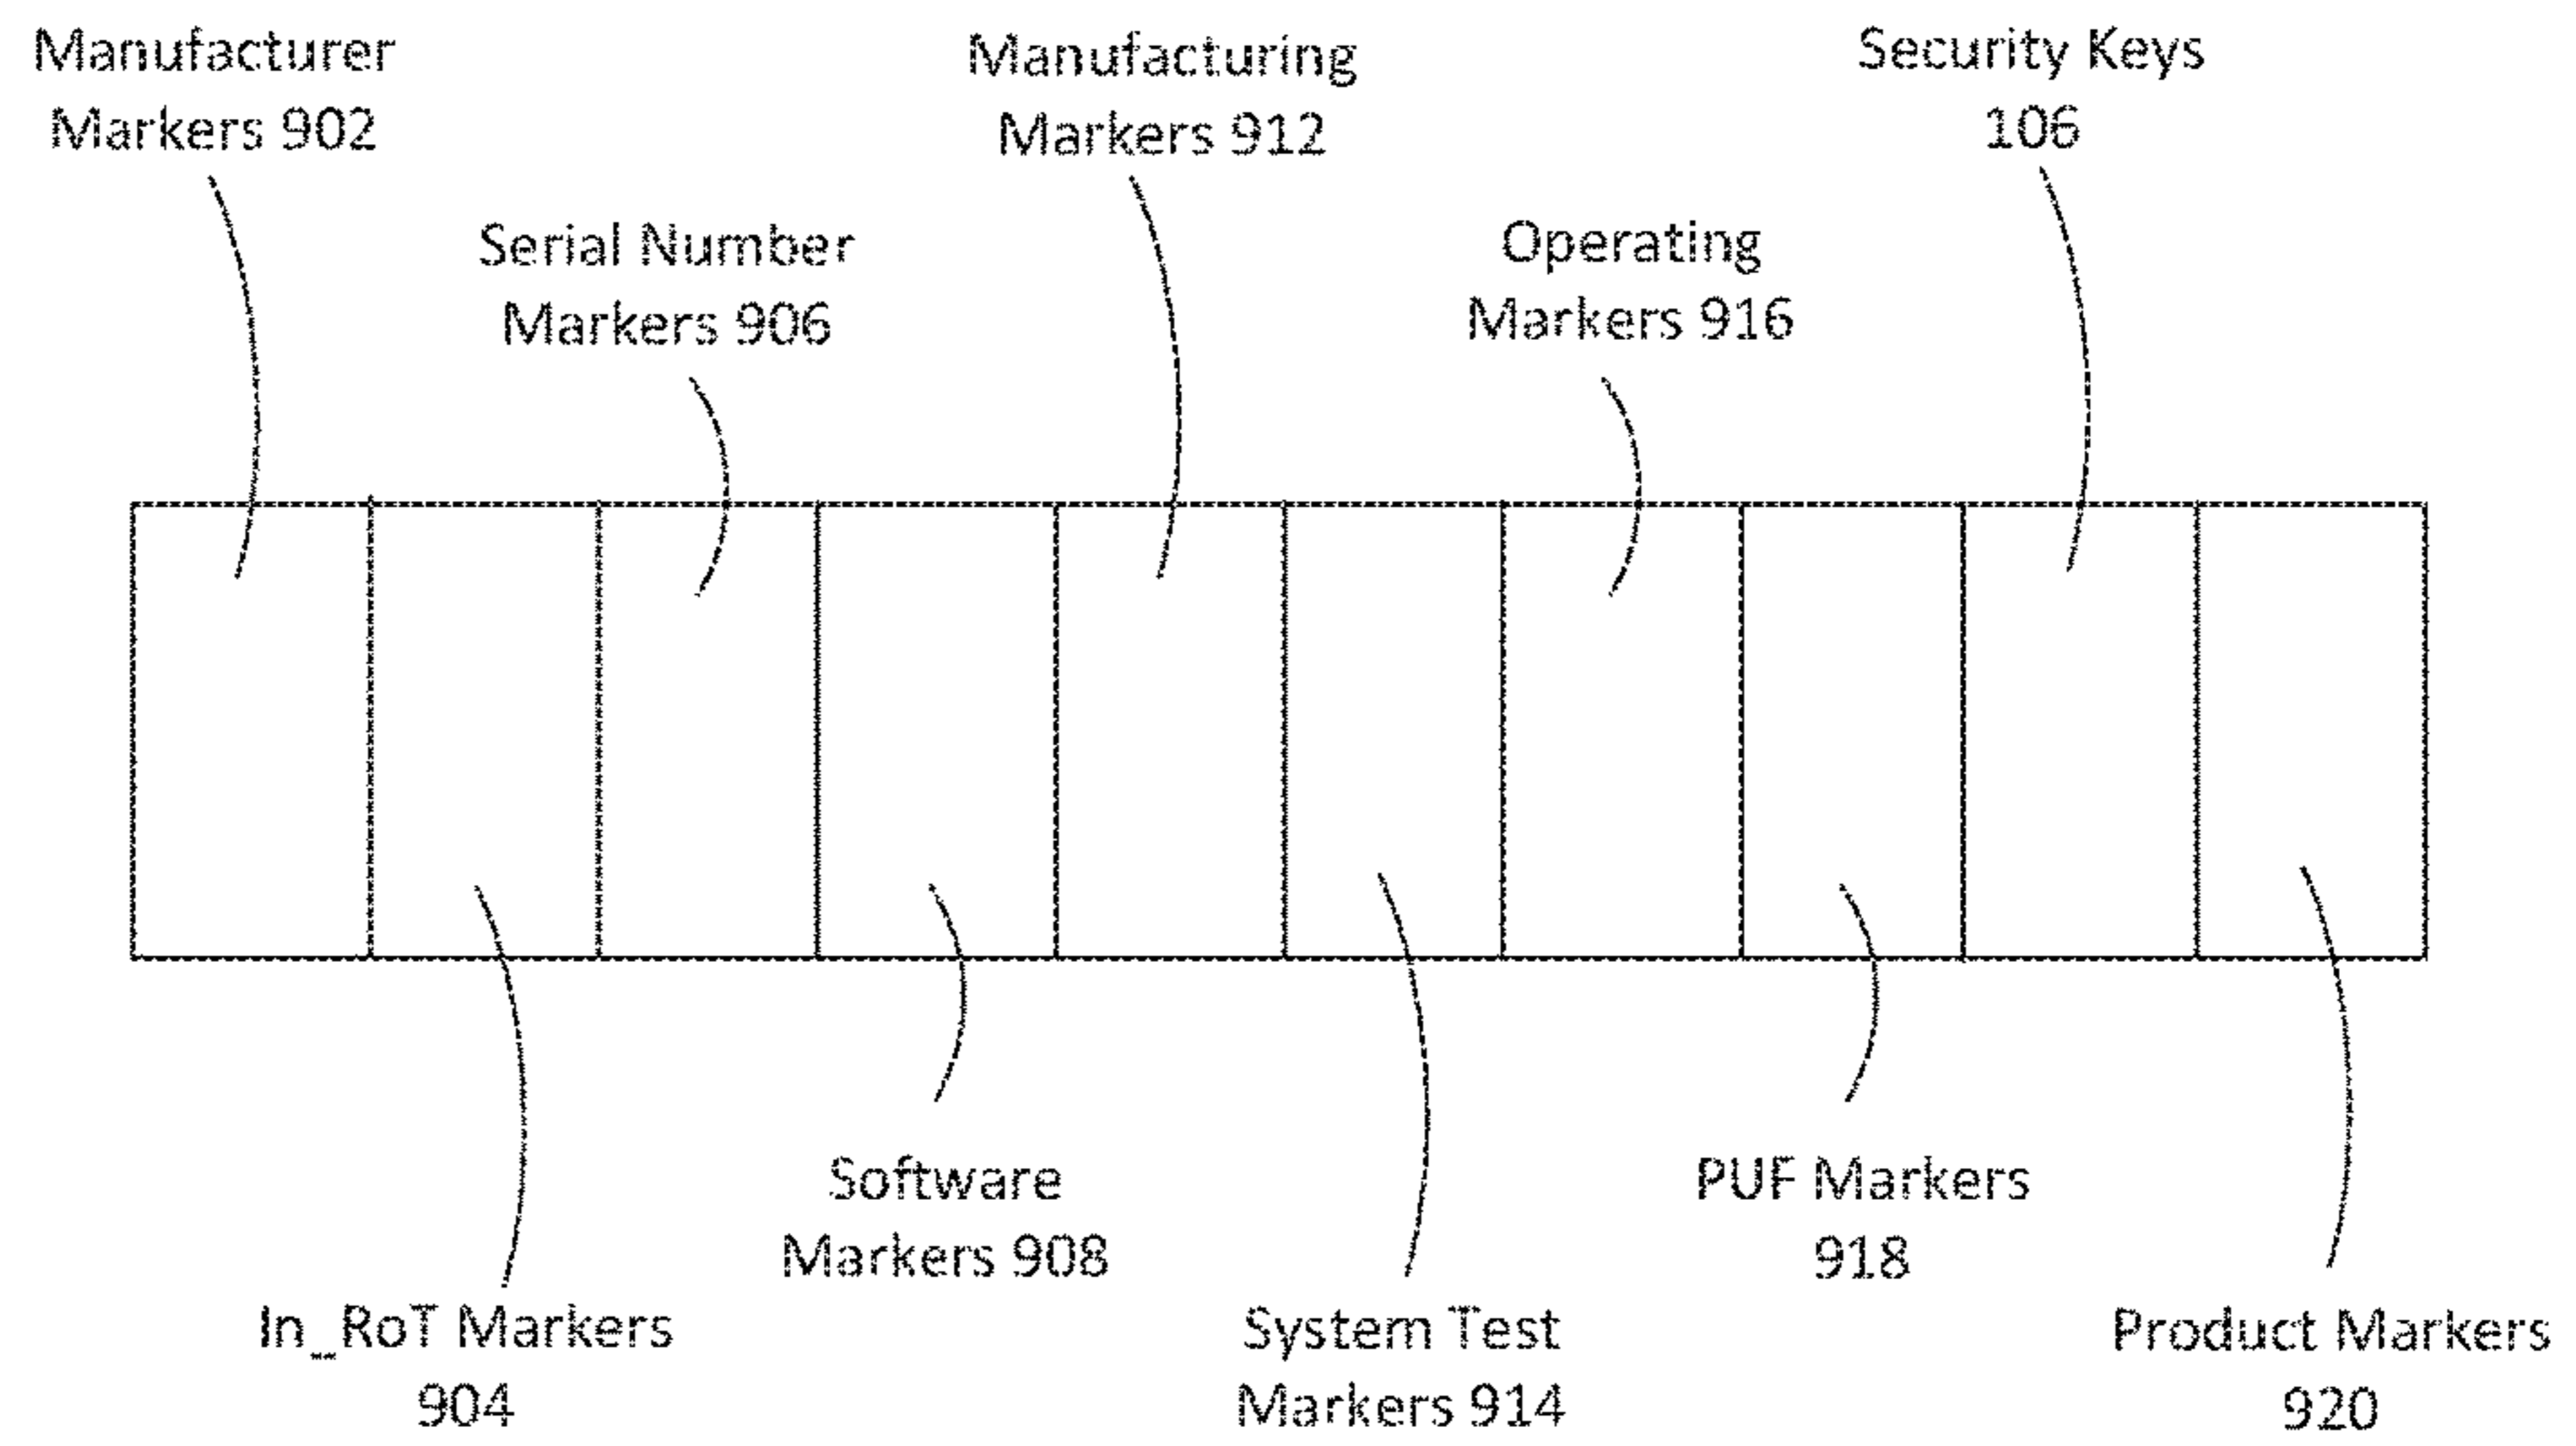 Manufacturer
Markers 902
Manufacturing
Markers 912
Security Keys
106
Serial Number
Markers 906
Operating
Markers 916
Software
Markers 908
PUF Markers
918
In_RoT Markers
904
System Test
Markers 914
Product Markers
920